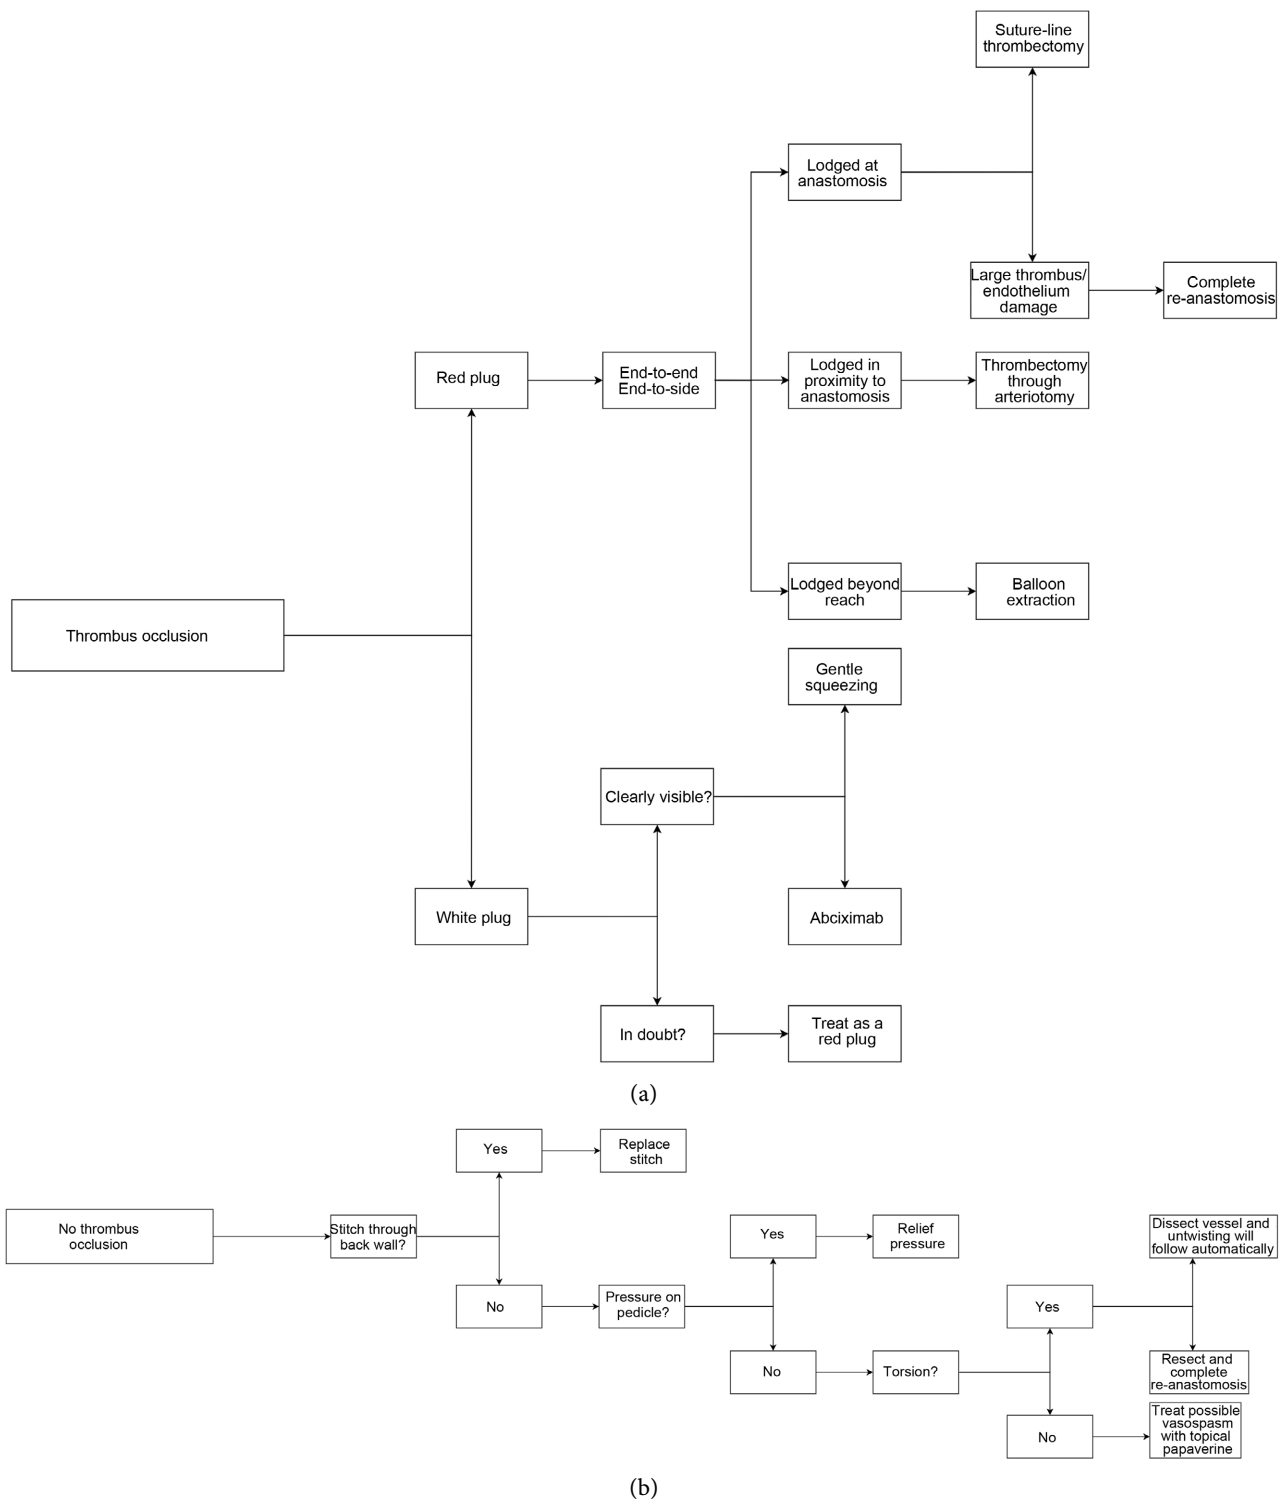 Suture-line
thrombectomy
Lodged at
anastomosis
Large thrombus/
endothelium
damage
Complete
re-anastomosis
Red plug
End-to-end
End-to-side
Lodged in
proximity to
anastomosis
Thrombectomy
through
arteriotomy
Lodged beyond
reach
Balloon
extraction
Thrombus occlusion
Gentle
squeezing
Clearly visible?
White plug
Abciximab
In doubt?
Treat as a
red plug
(a)
Yes
Replace
stitch
No thrombus
occlusion
Stitch through
back wall?
Yes
Relief
pressure
Dissect vessel and
untwisting will
follow automatically
No
Pressure on
pedicle?
Yes
No
Torsion?
Resect and
complete
re-anastomosis
No
Treat possible
vasospasm
with topical
papaverine
(b)